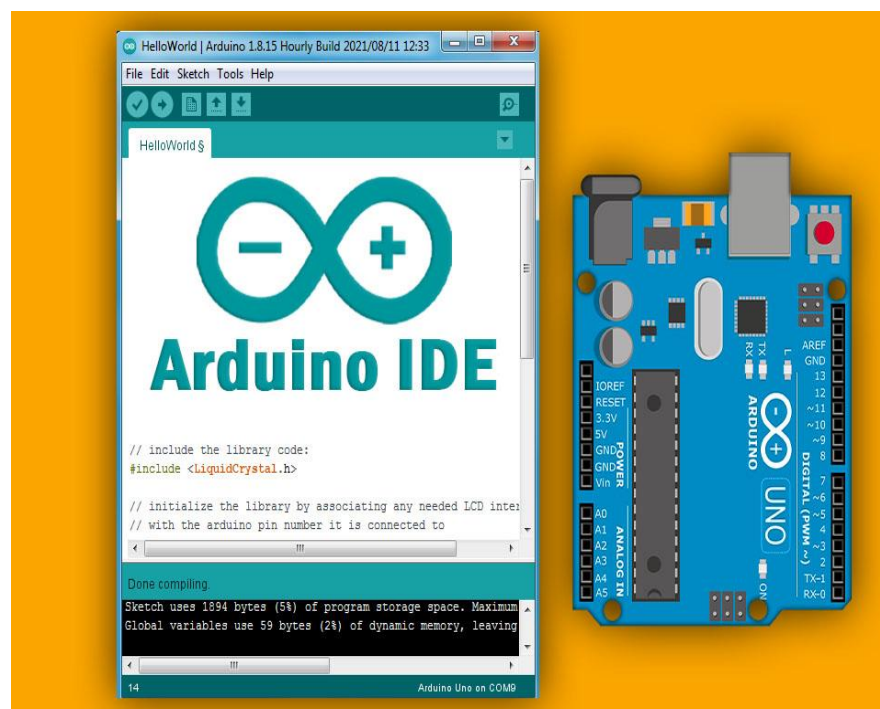 HelloWorld | Arduino 1.8.15 Hourly Build 2021/08/11 12:33
File Edit Sketch Tools Help
HelloWorld §
Arduino IDE
// include the library code:
#include <LiquidCrystal.h>
// initialize the library by associating any needed LCD inter
// with the arduino pin number it is connected to
Done compiling.
Sketch uses 1894 bytes (5%) of program storage space. Maximum
Global variables use 59 bytes (2%) of dynamic memory, leaving
14
Arduino Uno on COM9
IOREF
RESET
3.3V
5V
GND
GND
Vin
POWER
A0
A1
A2
A3
A4
A5
ANALOG IN
RX
TX
L
ARDUINO
UNO
ON
AREF
GND
13
12
~11
~10
~9
8
7
~6
~5
4
~3
2
TX-1
RX-0
DIGITAL (PWM ~)